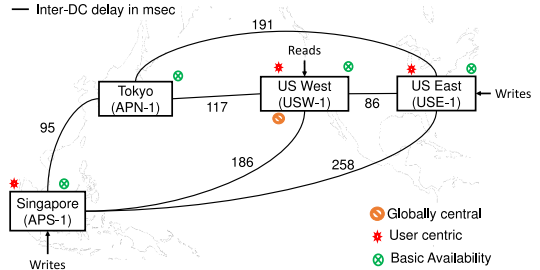 Inter-DC delay in msec
191
Reads
Tokyo
(APN-1)
US West
(USW-1)
US East
(USE-1)
Writes
117
86
95
186
258
Singapore
(APS-1)
Writes
Globally central
User centric
Basic Availability